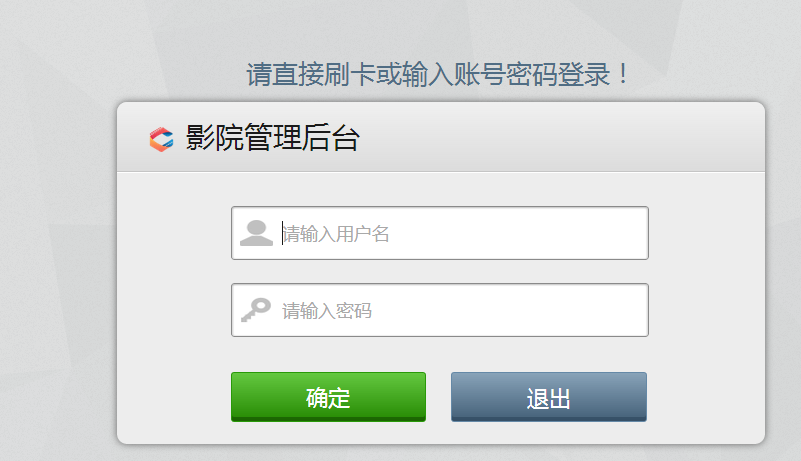 请直接刷卡或输入账号密码登录！
影院管理后台
请输入用户名
请输入密码
确定
退出